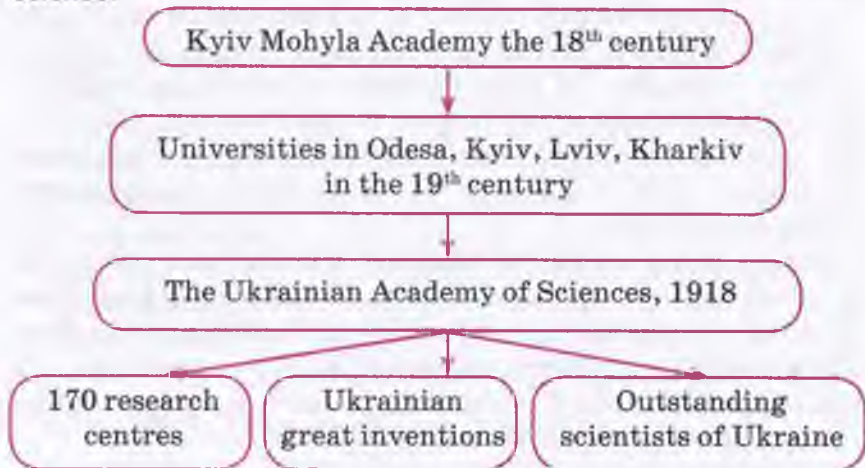 Kyiv Mohyla Academy the 18th century
Universities in Odesa, Kyiv, Lviv, Kharkiv
in the 19th century
The Ukrainian Academy of Sciences, 1918
170 research
centres
Ukrainian
great inventions
Outstanding
scientists of Ukraine